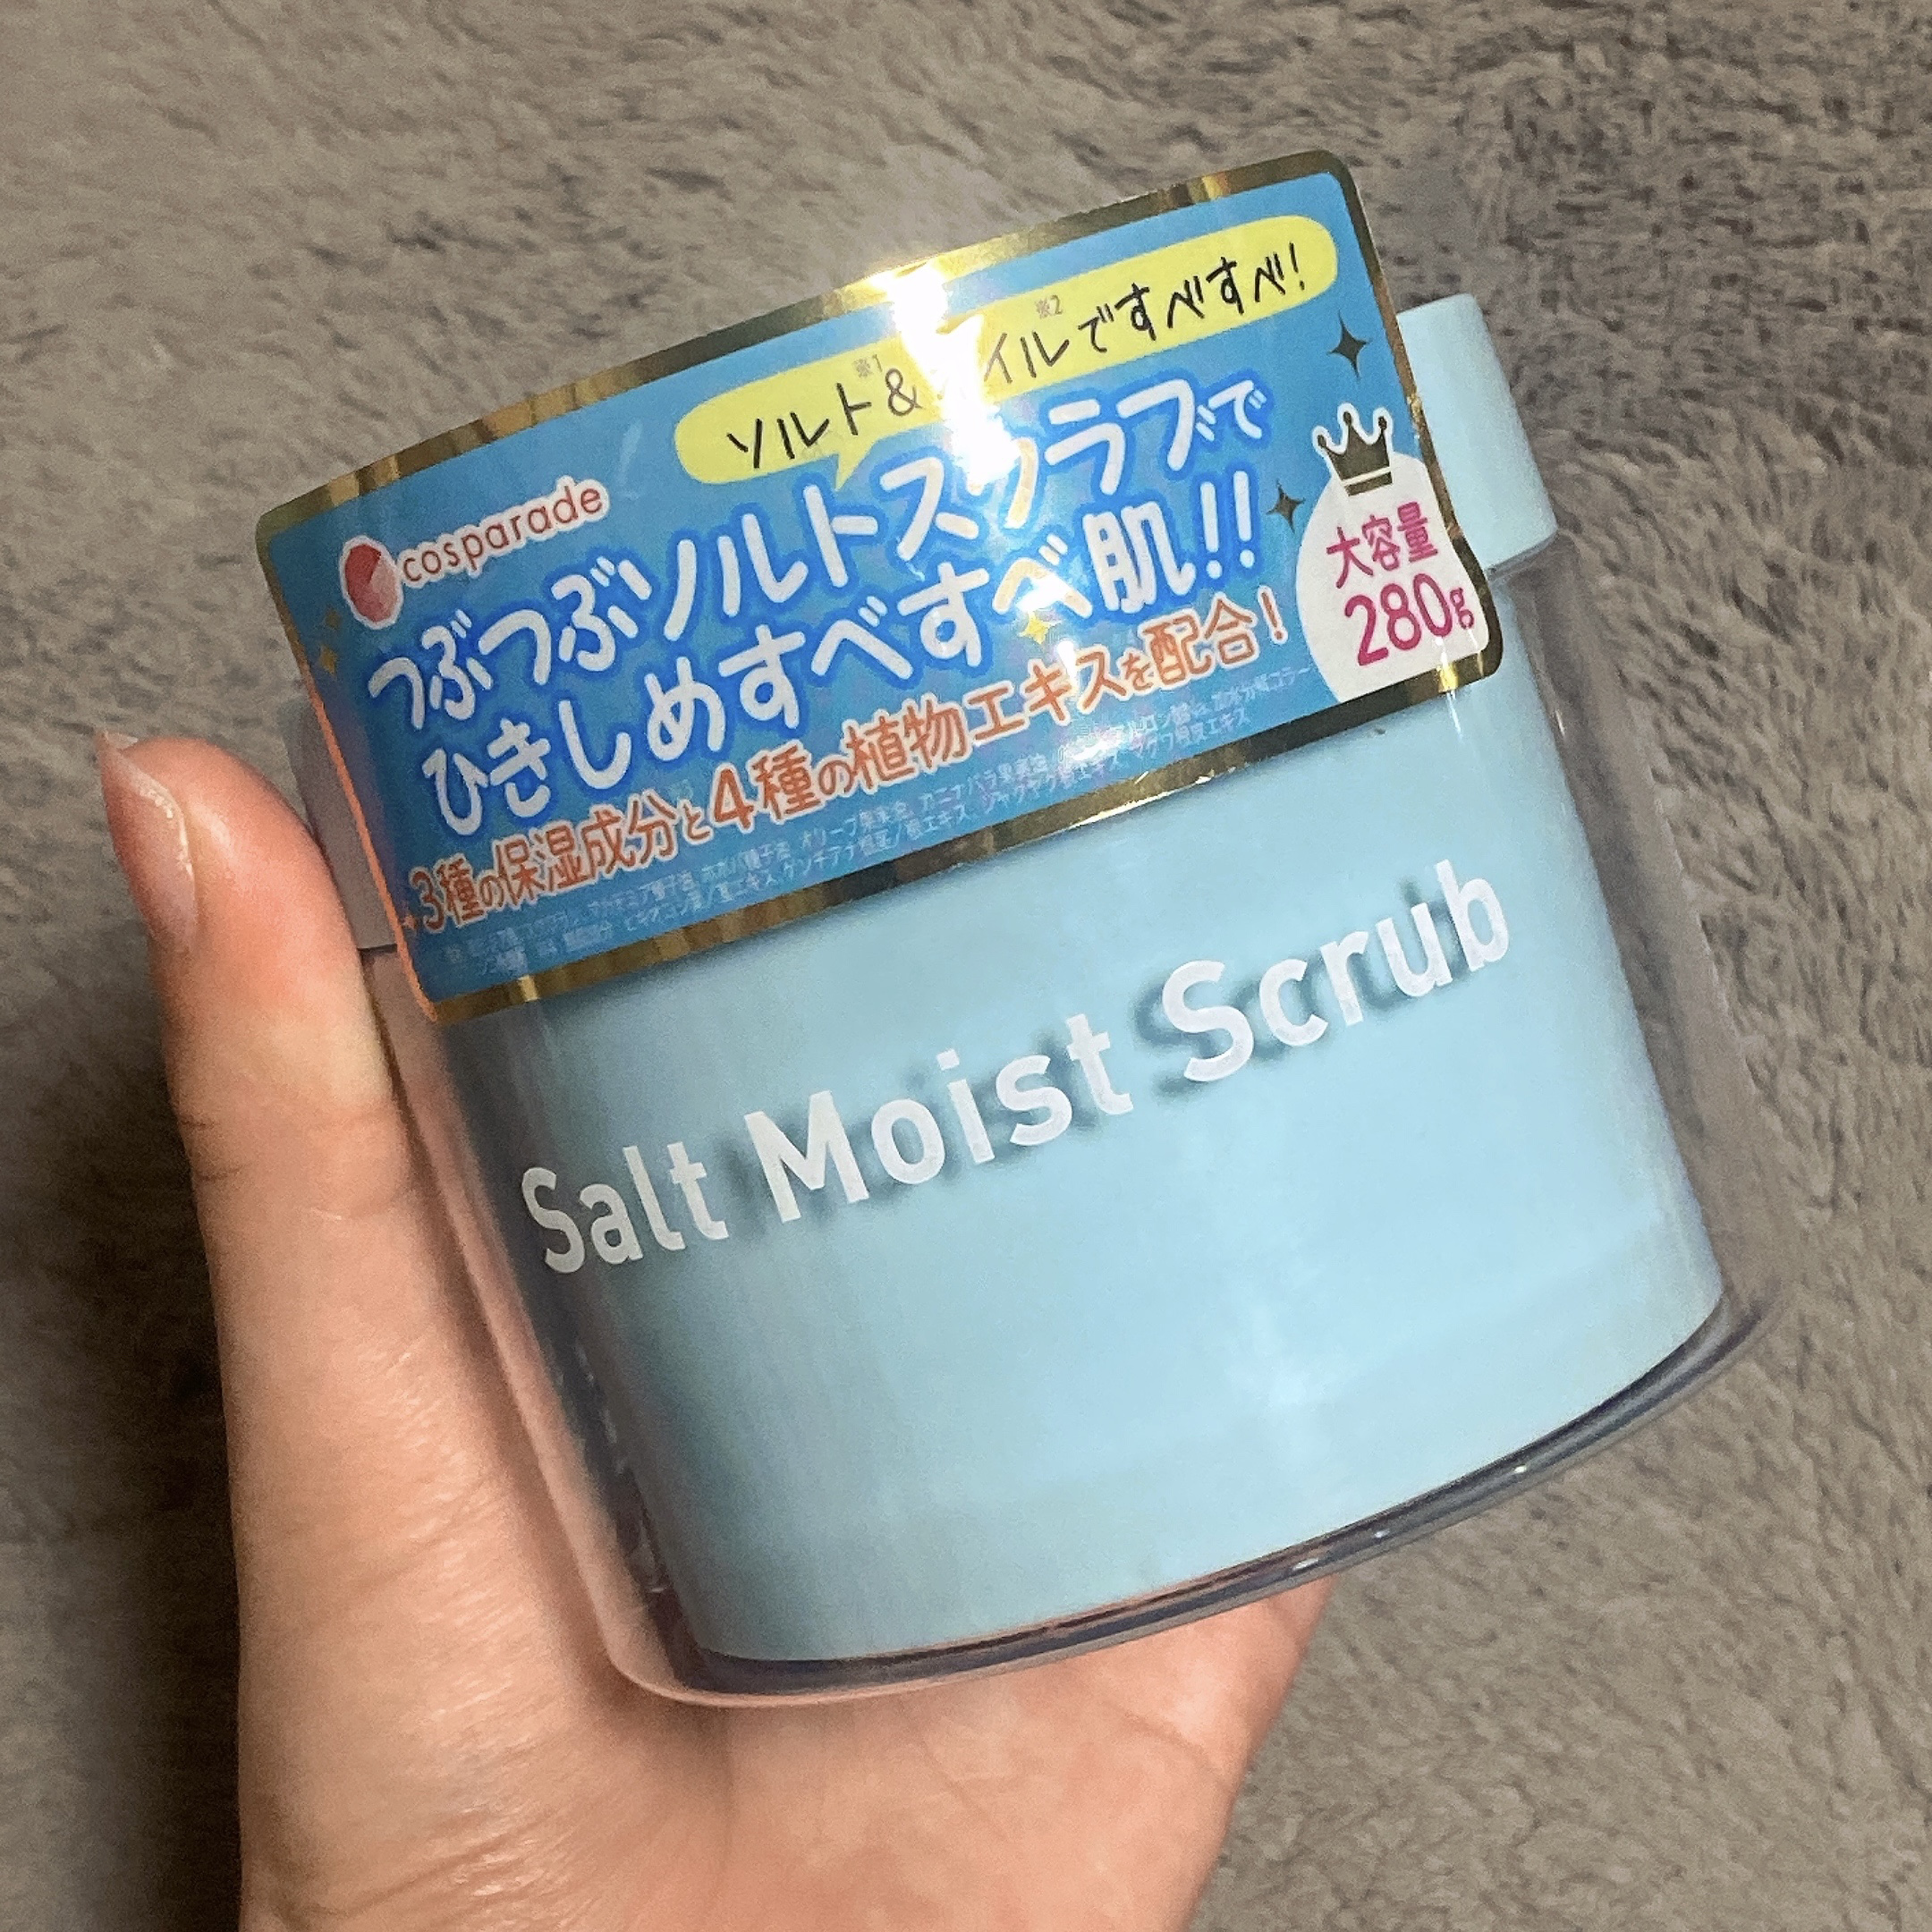 ソルト※1&イル※2ですべすべ!
cosparade
つぶつぶソルトスクラブで
ひきしめすべすべ肌!!
3種の保湿成分と4種の植物エキスを配合!
大容量
280g
Salt Moist Scrub